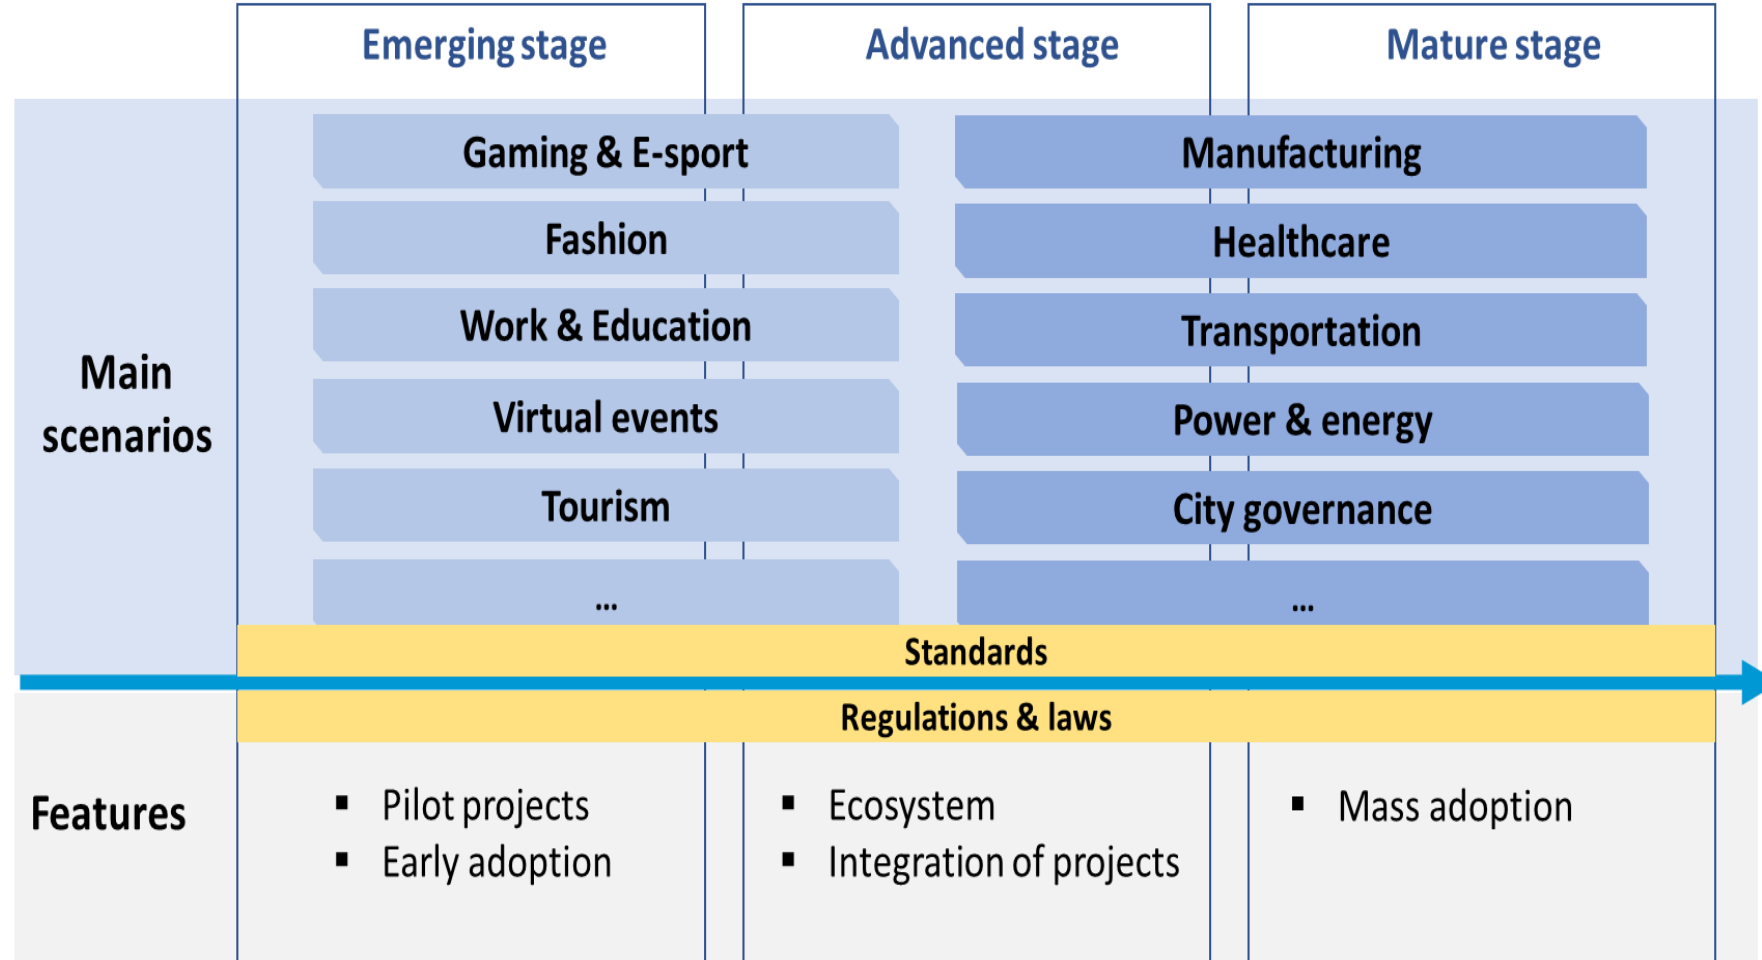 Emerging stage
Advanced stage
Mature stage
Main
scenarios
Gaming & E-sport
Fashion
Work & Education
Virtual events
Tourism
...
Manufacturing
Healthcare
Transportation
Power & energy
City governance
...
Standards
Regulations & laws
Features
▪ Pilot projects
▪ Early adoption
▪ Ecosystem
▪ Integration of projects
▪ Mass adoption